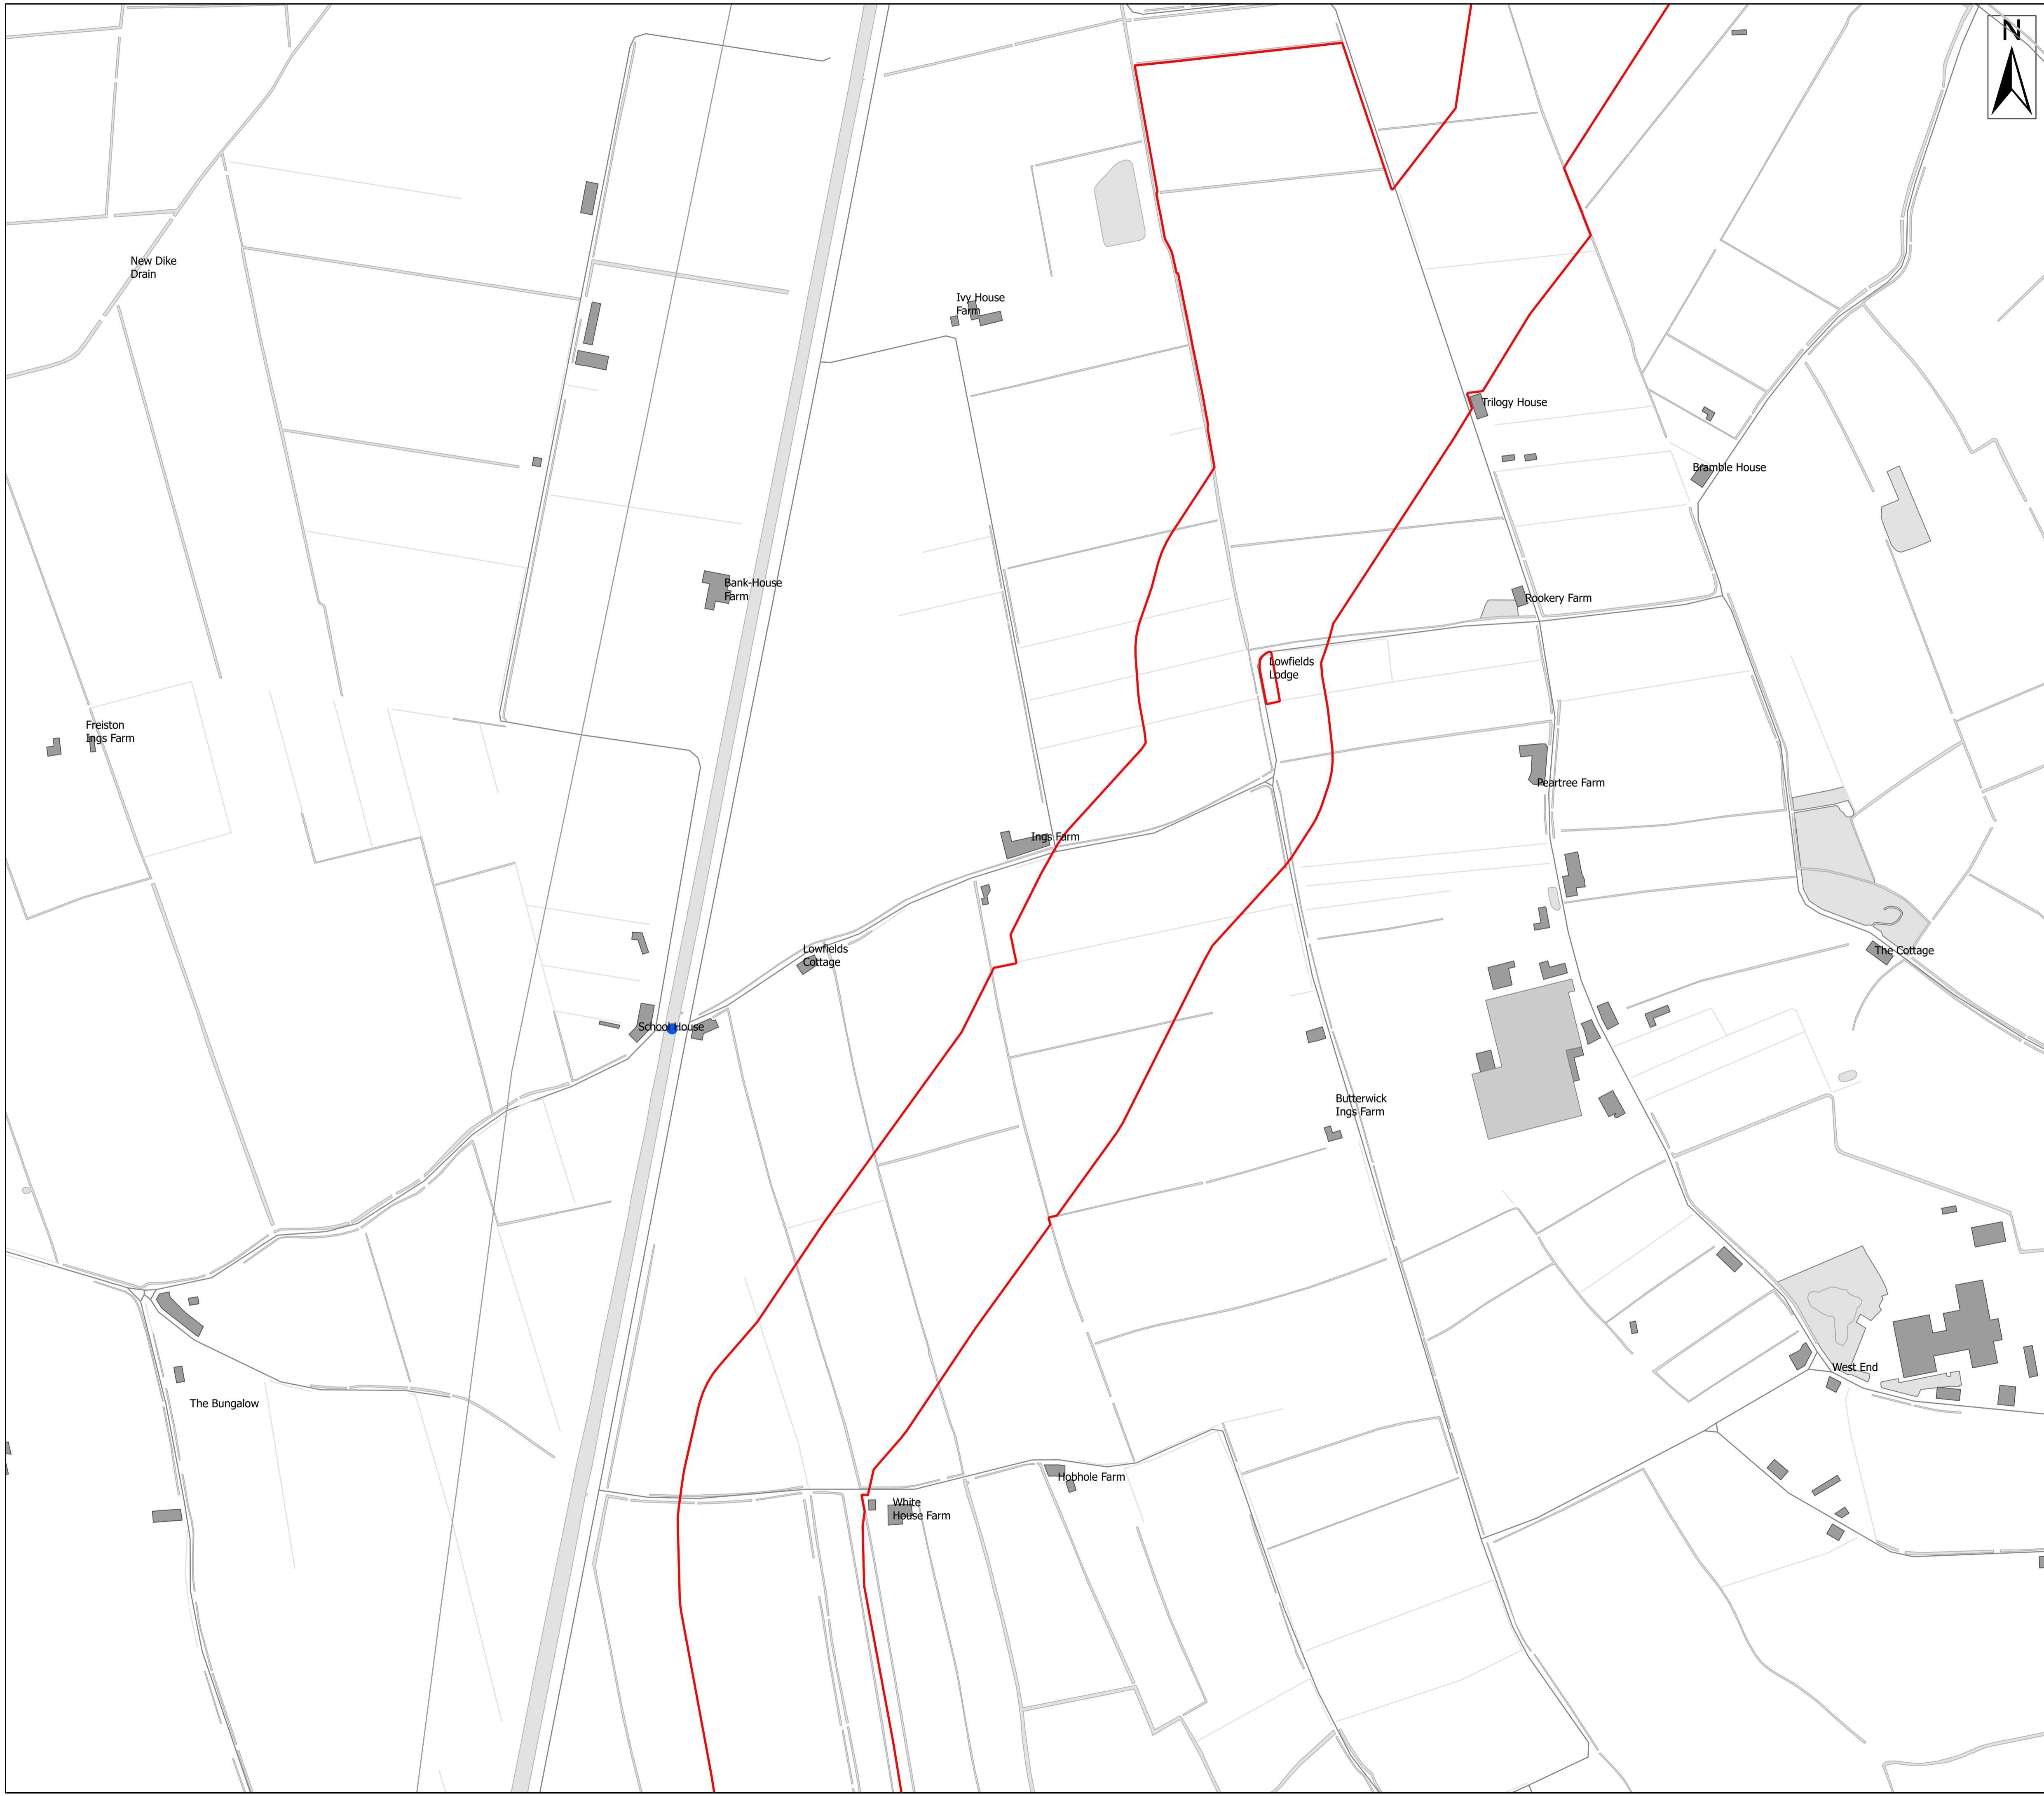 N
New Dike
Drain
Ivy House
Farm
Trilogy House
Bramble House
Bank-House
Farm
Rookery Farm
Lowfields
Lodge
Freiston
Ings Farm
Peartree Farm
Ings Farm
Lowfields
Cottage
The Cottage
School House
Butterwick
Ings Farm
West End
The Bungalow
Hobhole Farm
White
House Farm